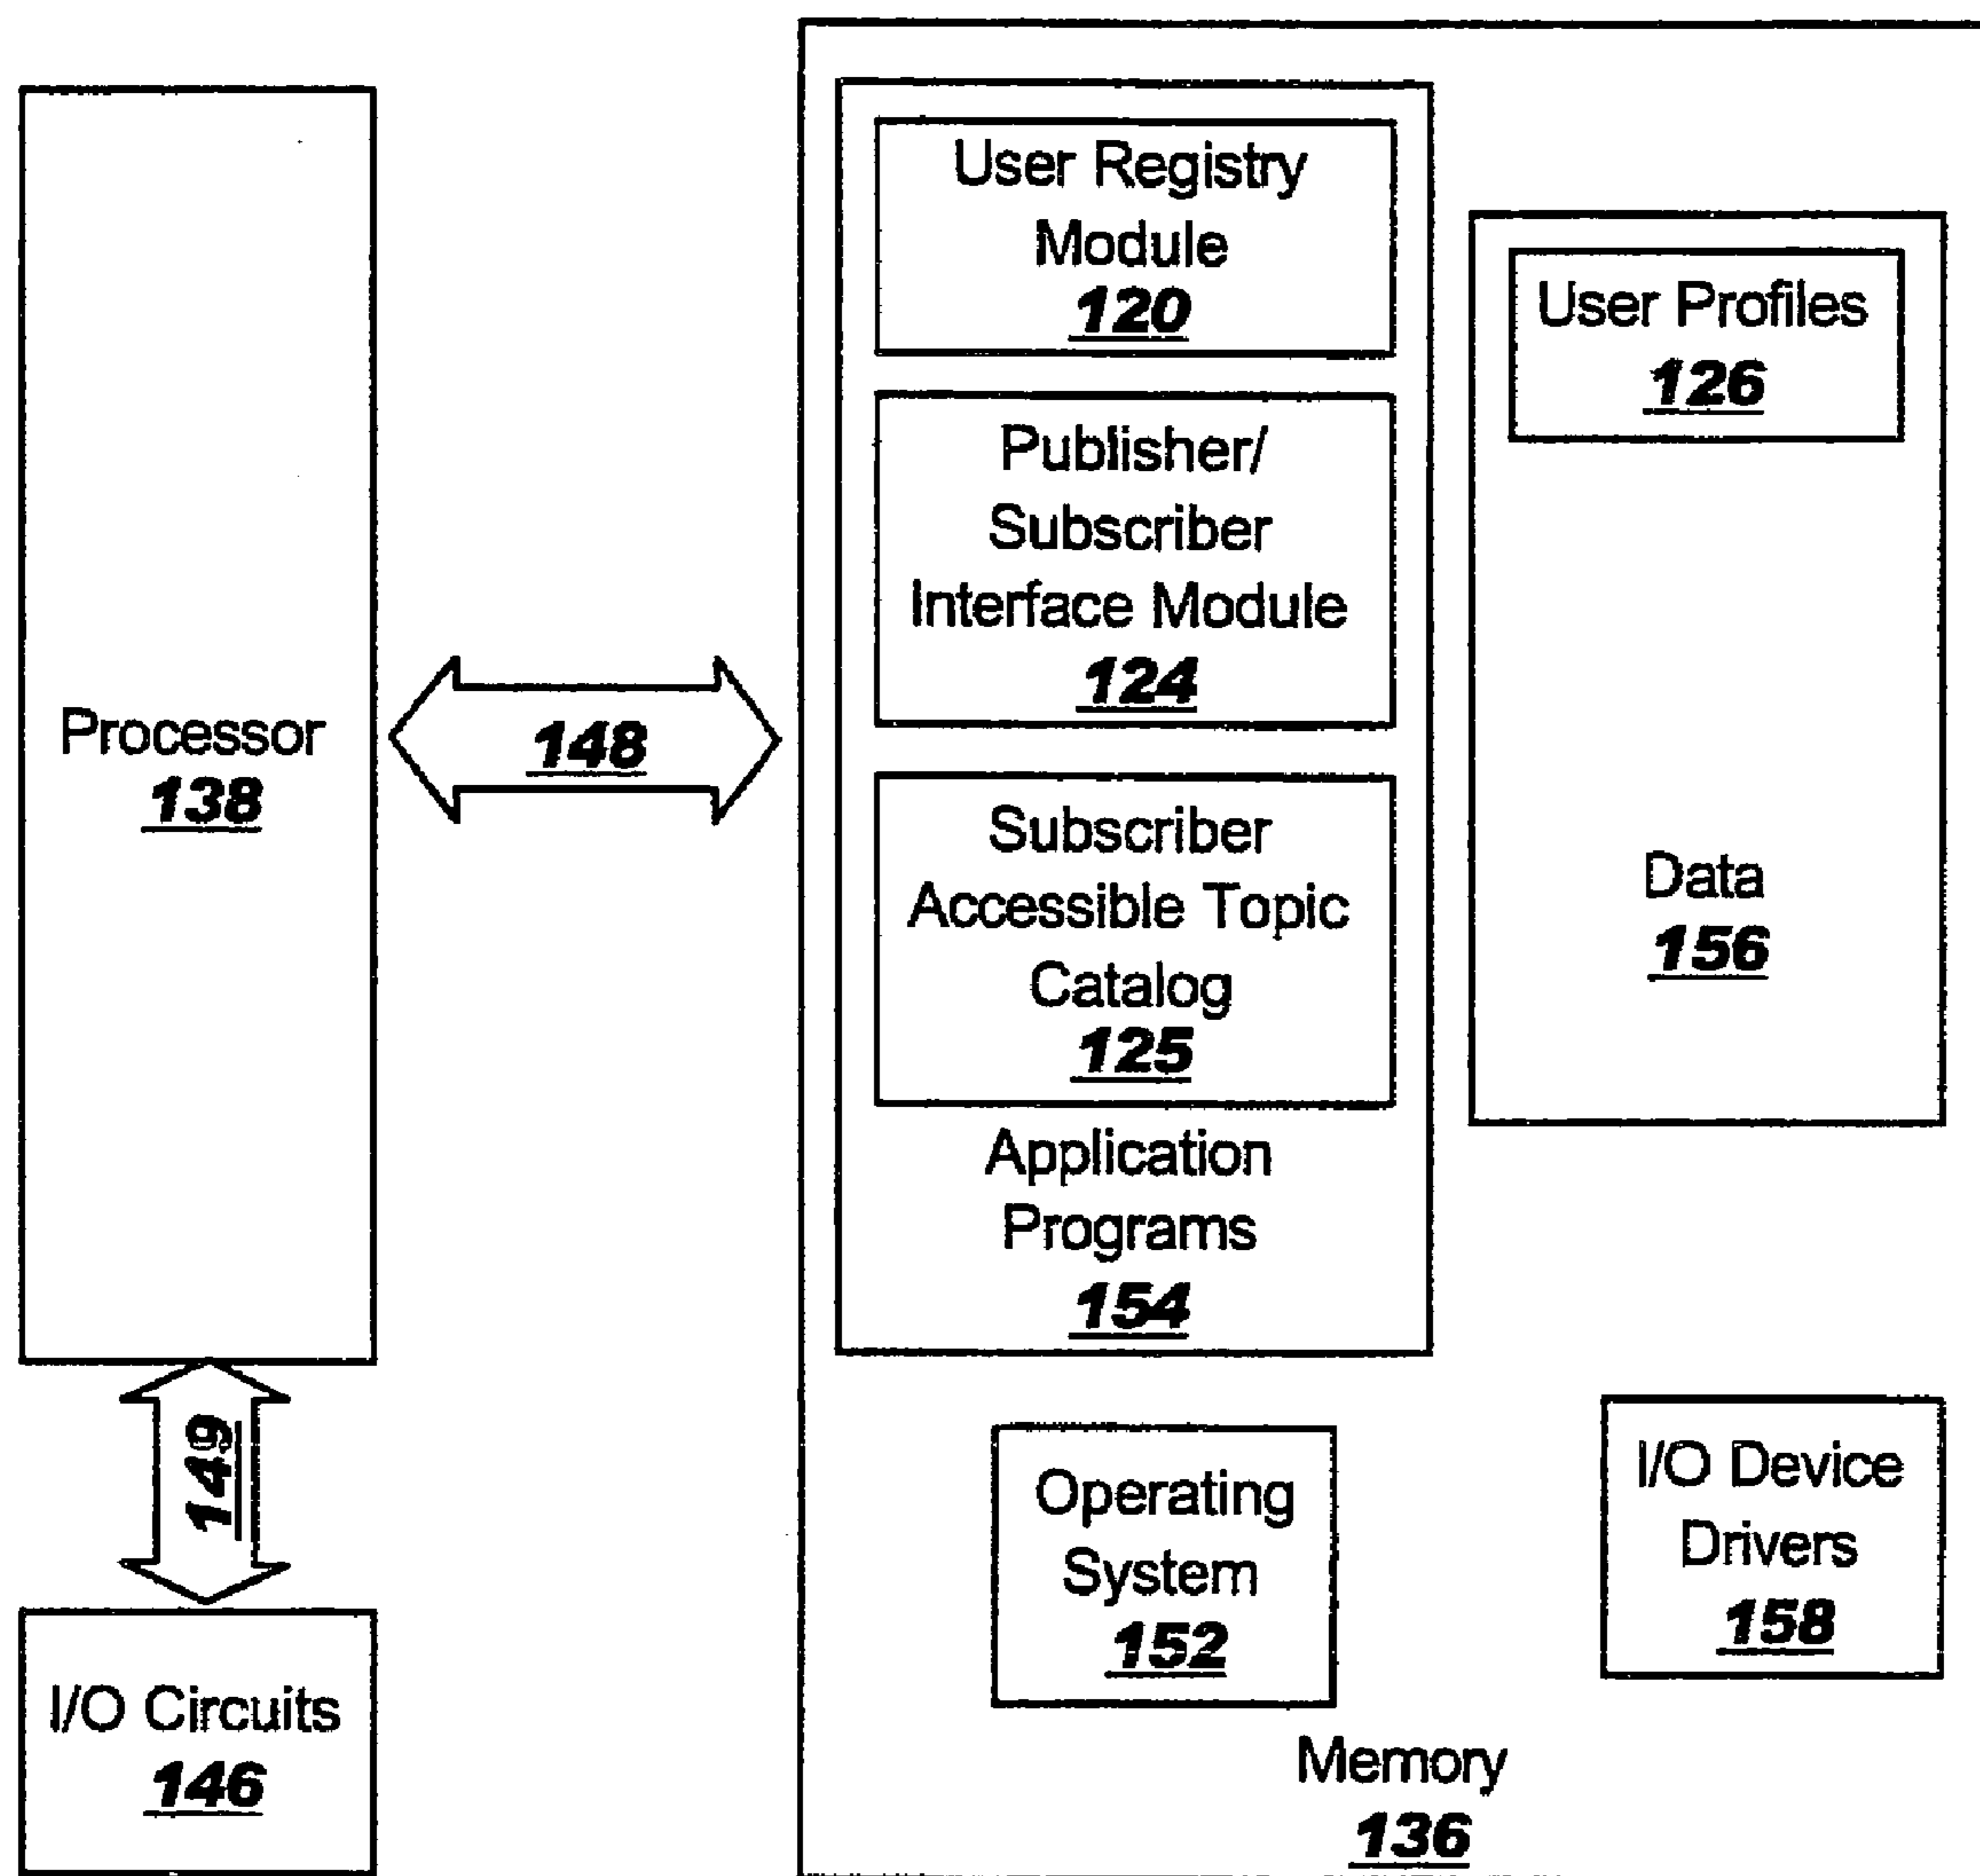 Processor
138
148
149
I/O Circuits
146
User Registry
Module
120
Publisher/
Subscriber
Interface Module
124
Subscriber
Accessible Topic
Catalog
125
Application
Programs
154
User Profiles
126
Data
156
Operating
System
152
I/O Device
Drivers
158
Memory
136